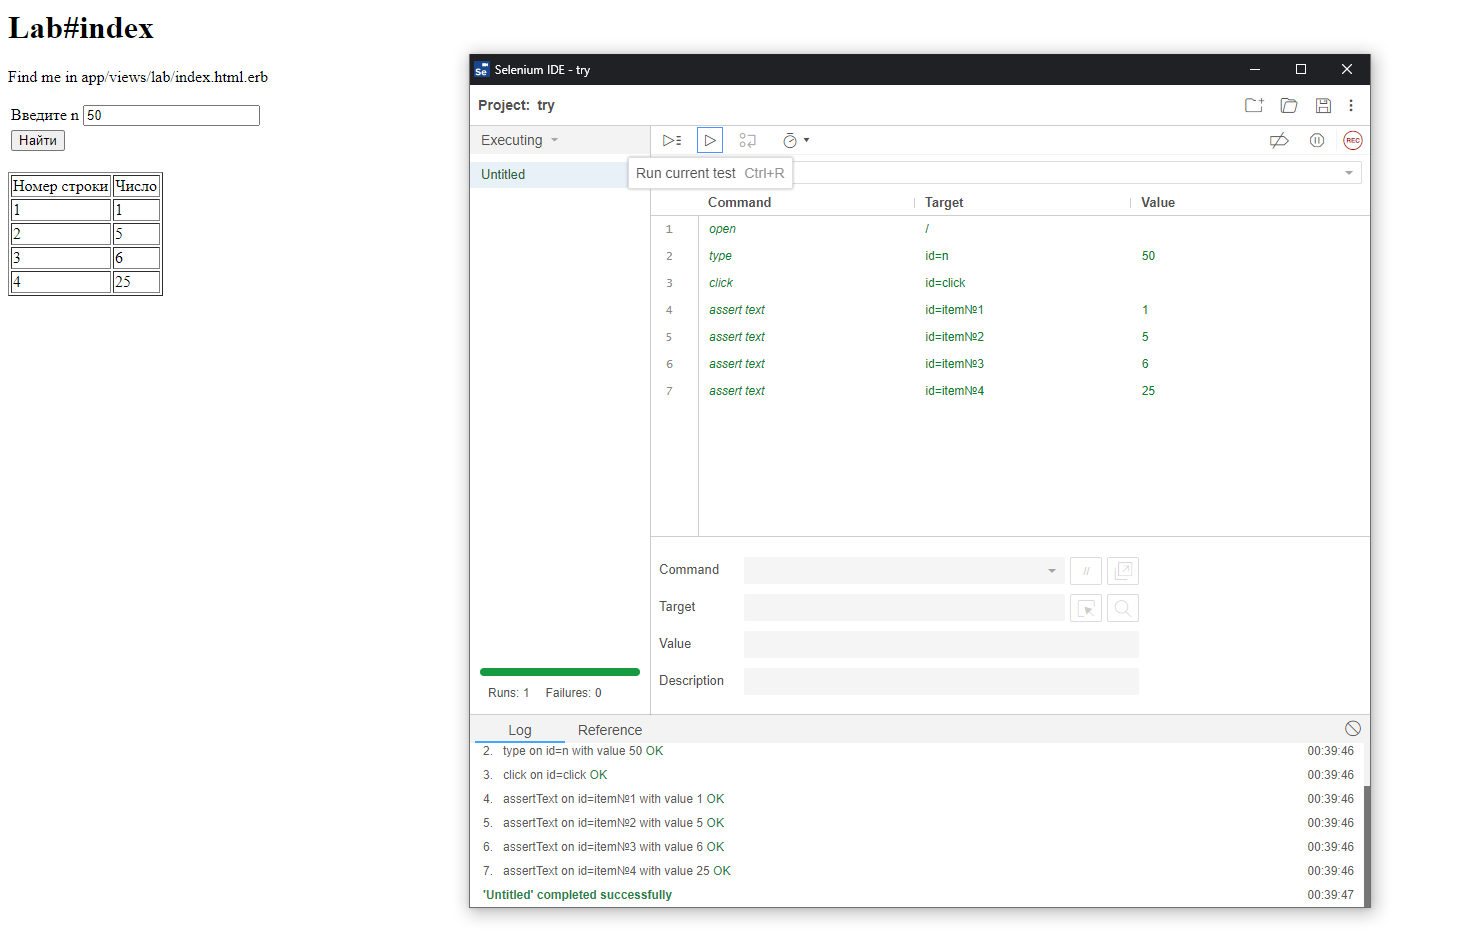 Lab#index
Find me in app/views/lab/index.html.erb
Введите n 50
Найти
Номер строки Число
1 1
2 5
3 6
4 25
Se Selenium IDE - try
Project: try
Executing
Untitled
REC
Run current test Ctrl+R
Command Target Value
1 open /
2 type id=n 50
3 click id=click
4 assert text id=item№1 1
5 assert text id=item№2 5
6 assert text id=item№3 6
7 assert text id=item№4 25
Command //
Target
Value
Description
Runs: 1 Failures: 0
Log Reference
2. type on id=n with value 50 OK 00:39:46
3. click on id=click OK 00:39:46
4. assertText on id=item№1 with value 1 OK 00:39:46
5. assertText on id=item№2 with value 5 OK 00:39:46
6. assertText on id=item№3 with value 6 OK 00:39:46
7. assertText on id=item№4 with value 25 OK 00:39:46
'Untitled' completed successfully 00:39:47